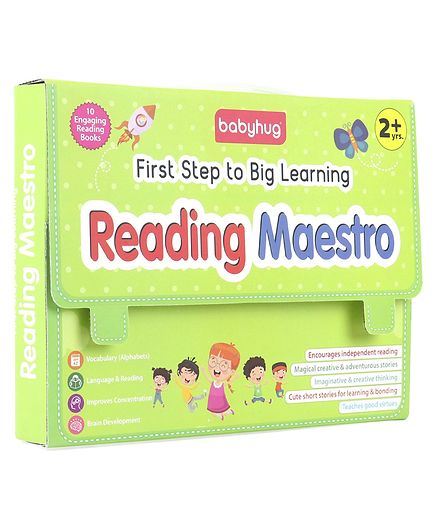 Reading Maestro
10
Engaging
Reading
Books
babyhug®
2+
yrs.
First Step to Big Learning
Reading Maestro
Vocabulary (Alphabets)
Language & Reading
Improves Concentration
Brain Development
Encourages independent reading
Magical creative & adventurous stories
Imaginative & creative thinking
Cute short stories for learning & bonding
Teaches good virtues